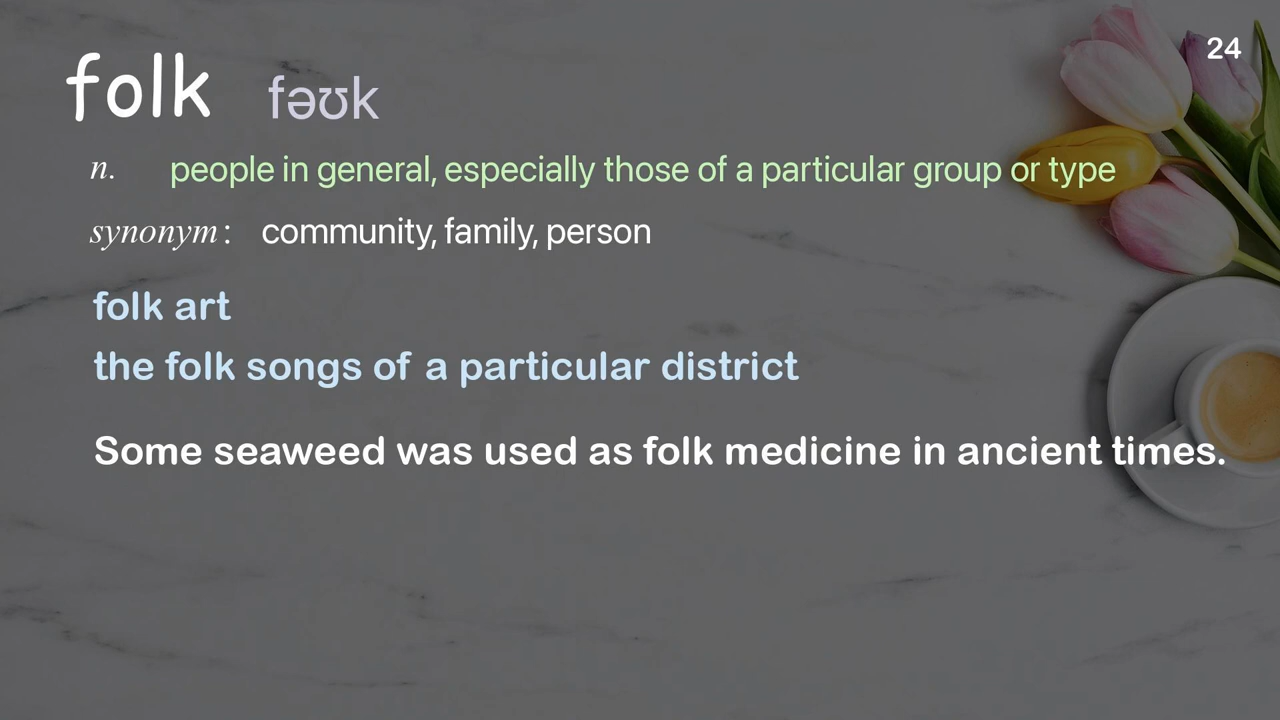 24
folk fəʊk
n. people in general, especially those of a particular group or type
synonym: community, family, person
folk art
the folk songs of a particular district
Some seaweed was used as folk medicine in ancient times.